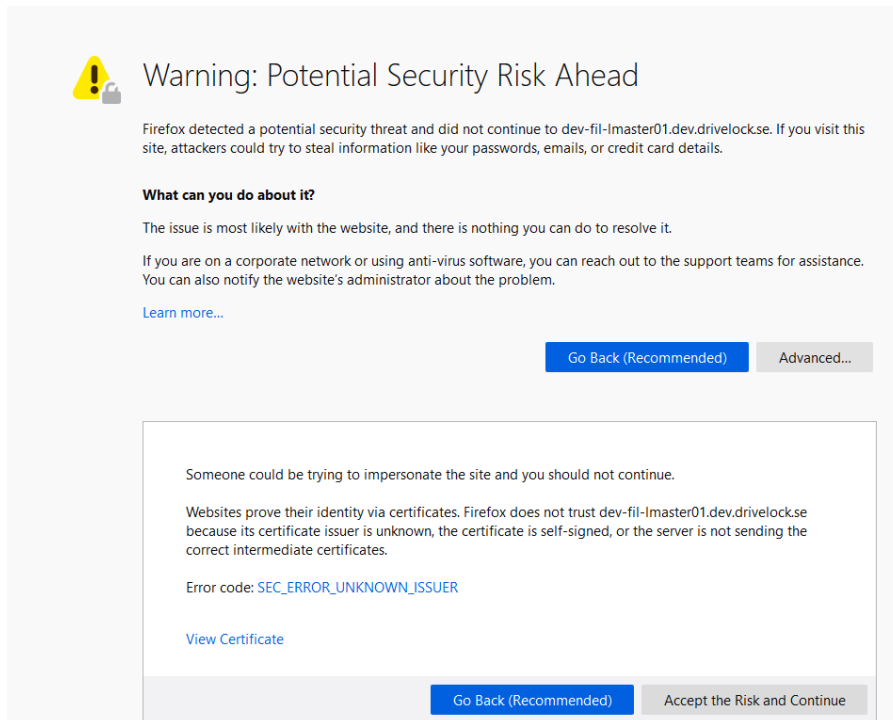 Warning: Potential Security Risk Ahead
Firefox detected a potential security threat and did not continue to dev-fil-lmaster01.dev.drivelock.se. If you visit this
site, attackers could try to steal information like your passwords, emails, or credit card details.
What can you do about it?
The issue is most likely with the website, and there is nothing you can do to resolve it.
If you are on a corporate network or using anti-virus software, you can reach out to the support teams for assistance.
You can also notify the website's administrator about the problem.
Learn more...
Go Back (Recommended)
Advanced...
Someone could be trying to impersonate the site and you should not continue.
Websites prove their identity via certificates. Firefox does not trust dev-fil-lmaster01.dev.drivelock.se
because its certificate issuer is unknown, the certificate is self-signed, or the server is not sending the
correct intermediate certificates.
Error code: SEC_ERROR_UNKNOWN_ISSUER
View Certificate
Go Back (Recommended)
Accept the Risk and Continue